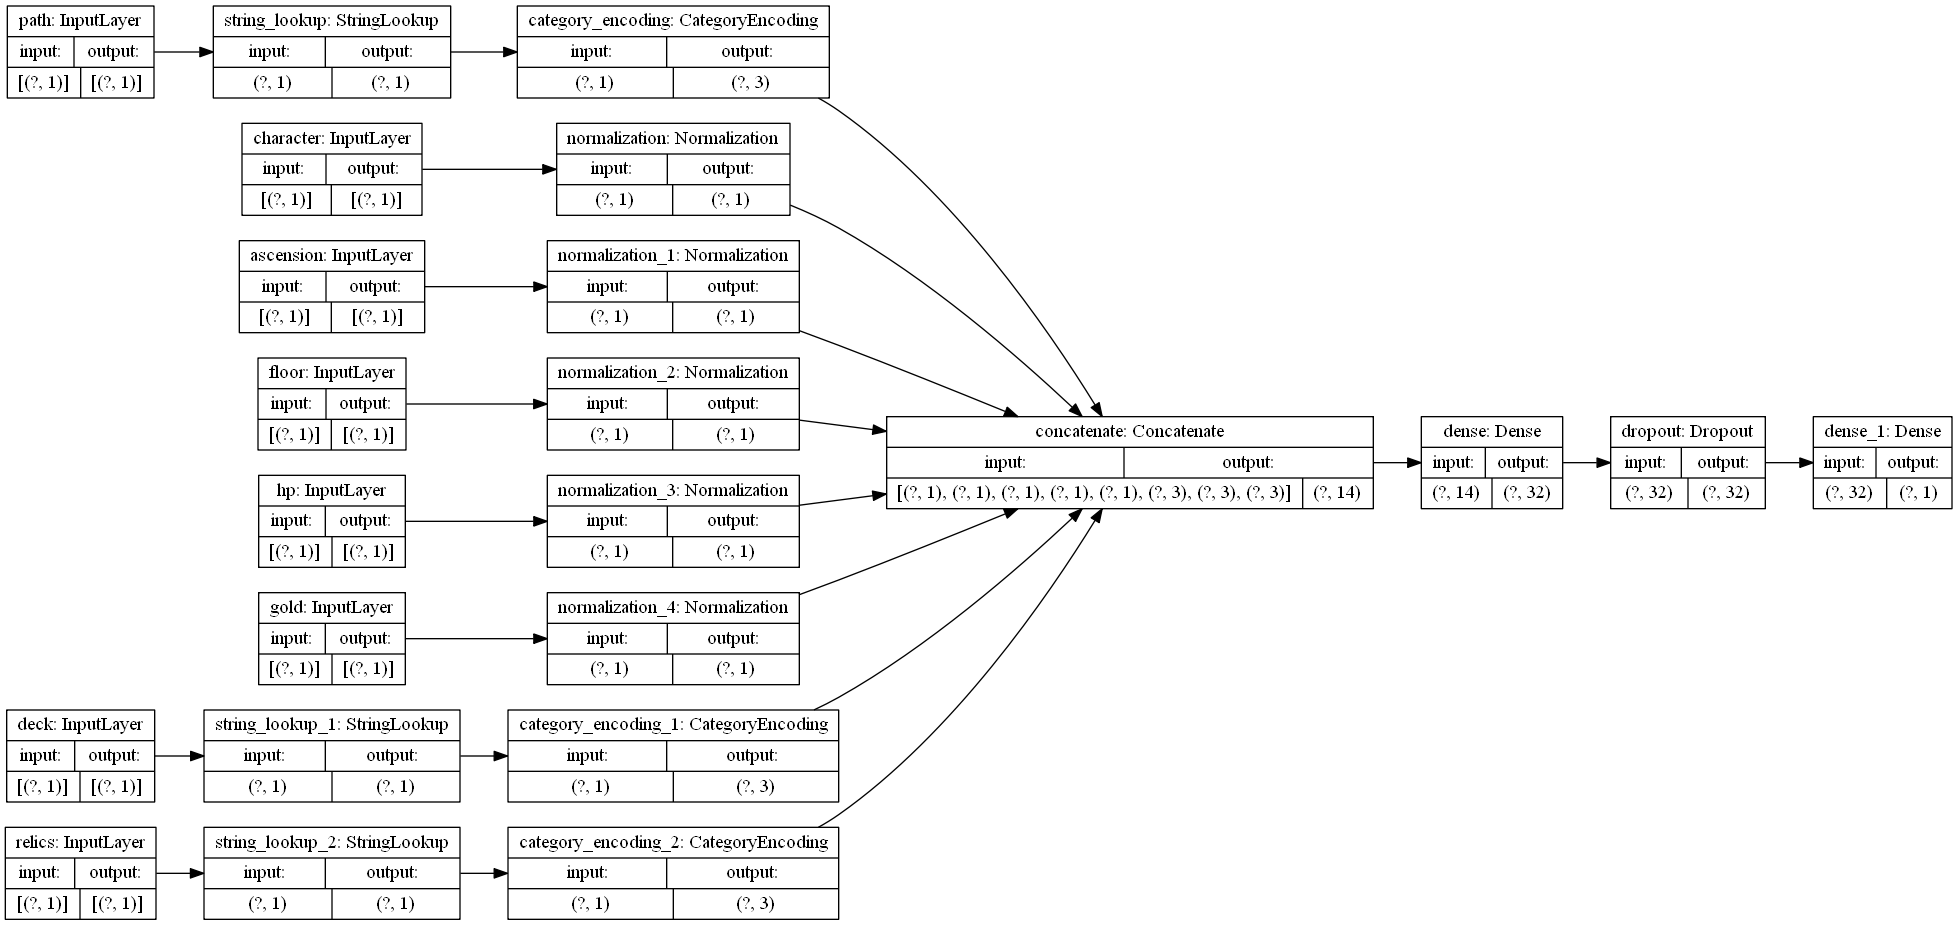 path: InputLayer
input: output:
[(?, 1)] [(?, 1)]
string_lookup: StringLookup
input: output:
(?, 1) (?, 1)
category_encoding: CategoryEncoding
input: output:
(?, 1) (?, 3)
character: InputLayer
input: output:
[(?, 1)] [(?, 1)]
normalization: Normalization
input: output:
(?, 1) (?, 1)
ascension: InputLayer
input: output:
[(?, 1)] [(?, 1)]
normalization_1: Normalization
input: output:
(?, 1) (?, 1)
floor: InputLayer
input: output:
[(?, 1)] [(?, 1)]
normalization_2: Normalization
input: output:
(?, 1) (?, 1)
hp: InputLayer
input: output:
[(?, 1)] [(?, 1)]
normalization_3: Normalization
input: output:
(?, 1) (?, 1)
gold: InputLayer
input: output:
[(?, 1)] [(?, 1)]
normalization_4: Normalization
input: output:
(?, 1) (?, 1)
deck: InputLayer
input: output:
[(?, 1)] [(?, 1)]
string_lookup_1: StringLookup
input: output:
(?, 1) (?, 1)
category_encoding_1: CategoryEncoding
input: output:
(?, 1) (?, 3)
relics: InputLayer
input: output:
[(?, 1)] [(?, 1)]
string_lookup_2: StringLookup
input: output:
(?, 1) (?, 1)
category_encoding_2: CategoryEncoding
input: output:
(?, 1) (?, 3)
concatenate: Concatenate
input: output:
[(?, 1), (?, 1), (?, 1), (?, 1), (?, 1), (?, 3), (?, 3), (?, 3)] (?, 14)
dense: Dense
input: output:
(?, 14) (?, 32)
dropout: Dropout
input: output:
(?, 32) (?, 32)
dense_1: Dense
input: output:
(?, 32) (?, 1)